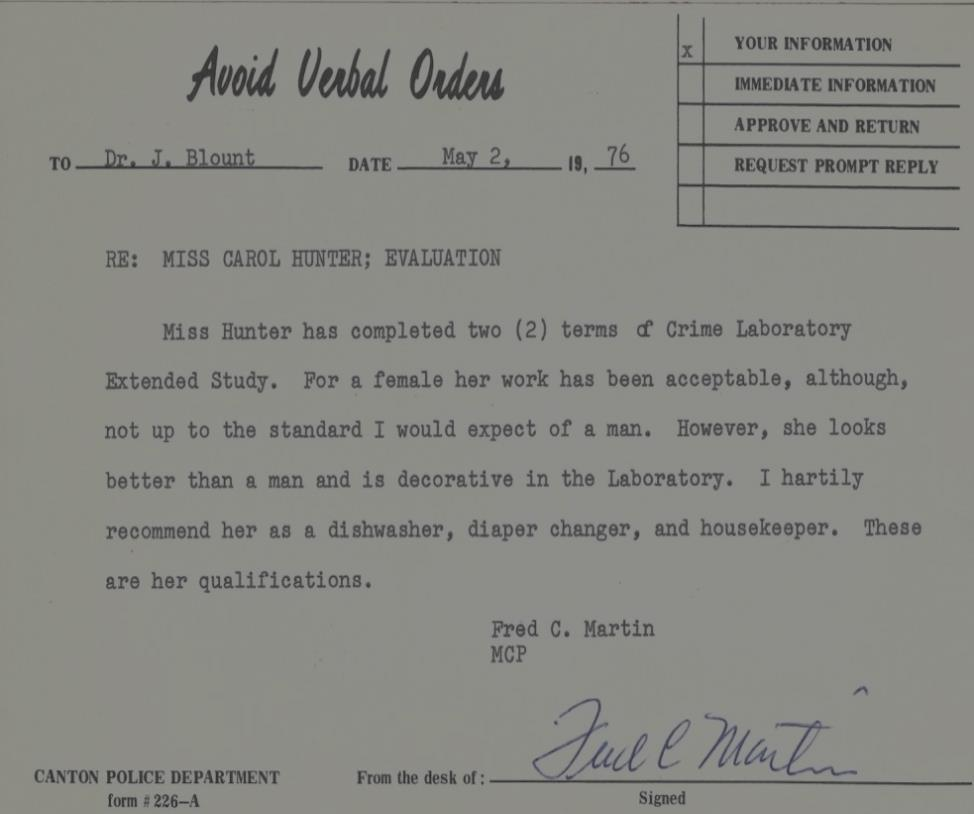 Avoid Verbal Orders
x YOUR INFORMATION
IMMEDIATE INFORMATION
APPROVE AND RETURN
REQUEST PROMPT REPLY
TO Dr. J. Blount DATE May 2, 19, 76
RE: MISS CAROL HUNTER; EVALUATION
Miss Hunter has completed two (2) terms of Crime Laboratory
Extended Study. For a female her work has been acceptable, although,
not up to the standard I would expect of a man. However, she looks
better than a man and is decorative in the Laboratory. I hartily
recommend her as a dishwasher, diaper changer, and housekeeper. These
are her qualifications.
Fred C. Martin
MCP
Fred C Martin
CANTON POLICE DEPARTMENT From the desk of:
form # 226-A Signed